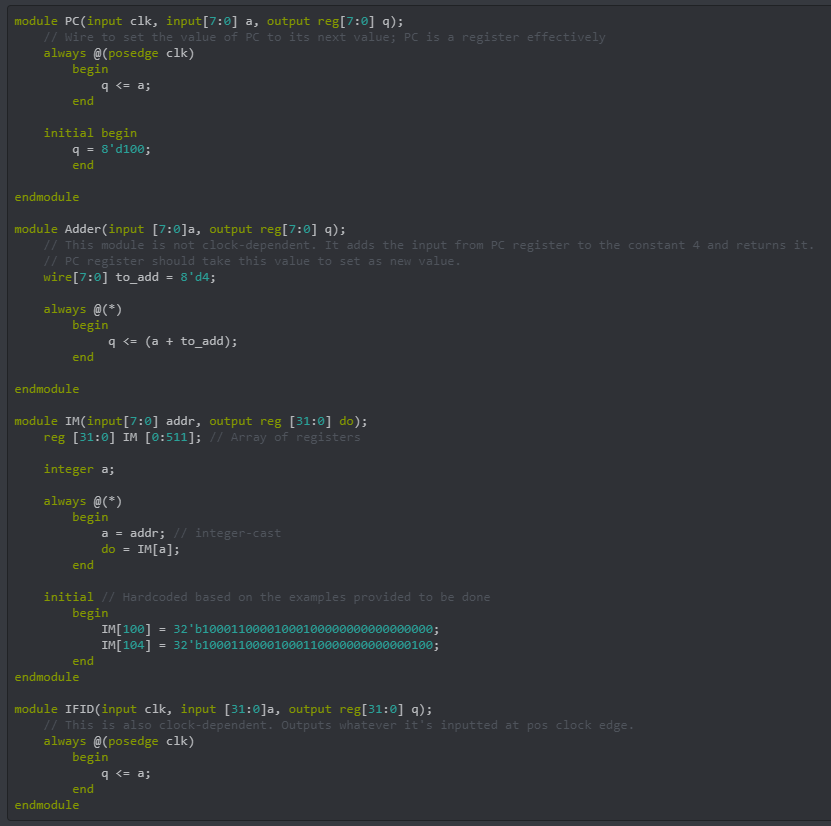 module PC(input clk, input[7:0] a, output reg[7:0] q);
    // Wire to set the value of PC to its next value; PC is a register effectively
    always @(posedge clk)
        begin
            q <= a;
        end

    initial begin
        q = 8'd100;
        end

endmodule

module Adder(input [7:0]a, output reg[7:0] q);
    // This module is not clock-dependent. It adds the input from PC register to the constant 4 and returns it.
    // PC register should take this value to set as new value.
    wire[7:0] to_add = 8'd4;

    always @(*)
        begin
             q <= (a + to_add);
        end

endmodule

module IM(input[7:0] addr, output reg [31:0] do);
    reg [31:0] IM [0:511]; // Array of registers

    integer a;

    always @(*)
        begin
            a = addr; // integer-cast
            do = IM[a];
        end

    initial // Hardcoded based on the examples provided to be done
        begin
            IM[100] = 32'b10001100001000100000000000000000;
            IM[104] = 32'b10001100001000110000000000000100;
        end
endmodule

module IFID(input clk, input [31:0]a, output reg[31:0] q);
    // This is also clock-dependent. Outputs whatever it's inputted at pos clock edge.
    always @(posedge clk)
        begin
            q <= a;
        end
endmodule